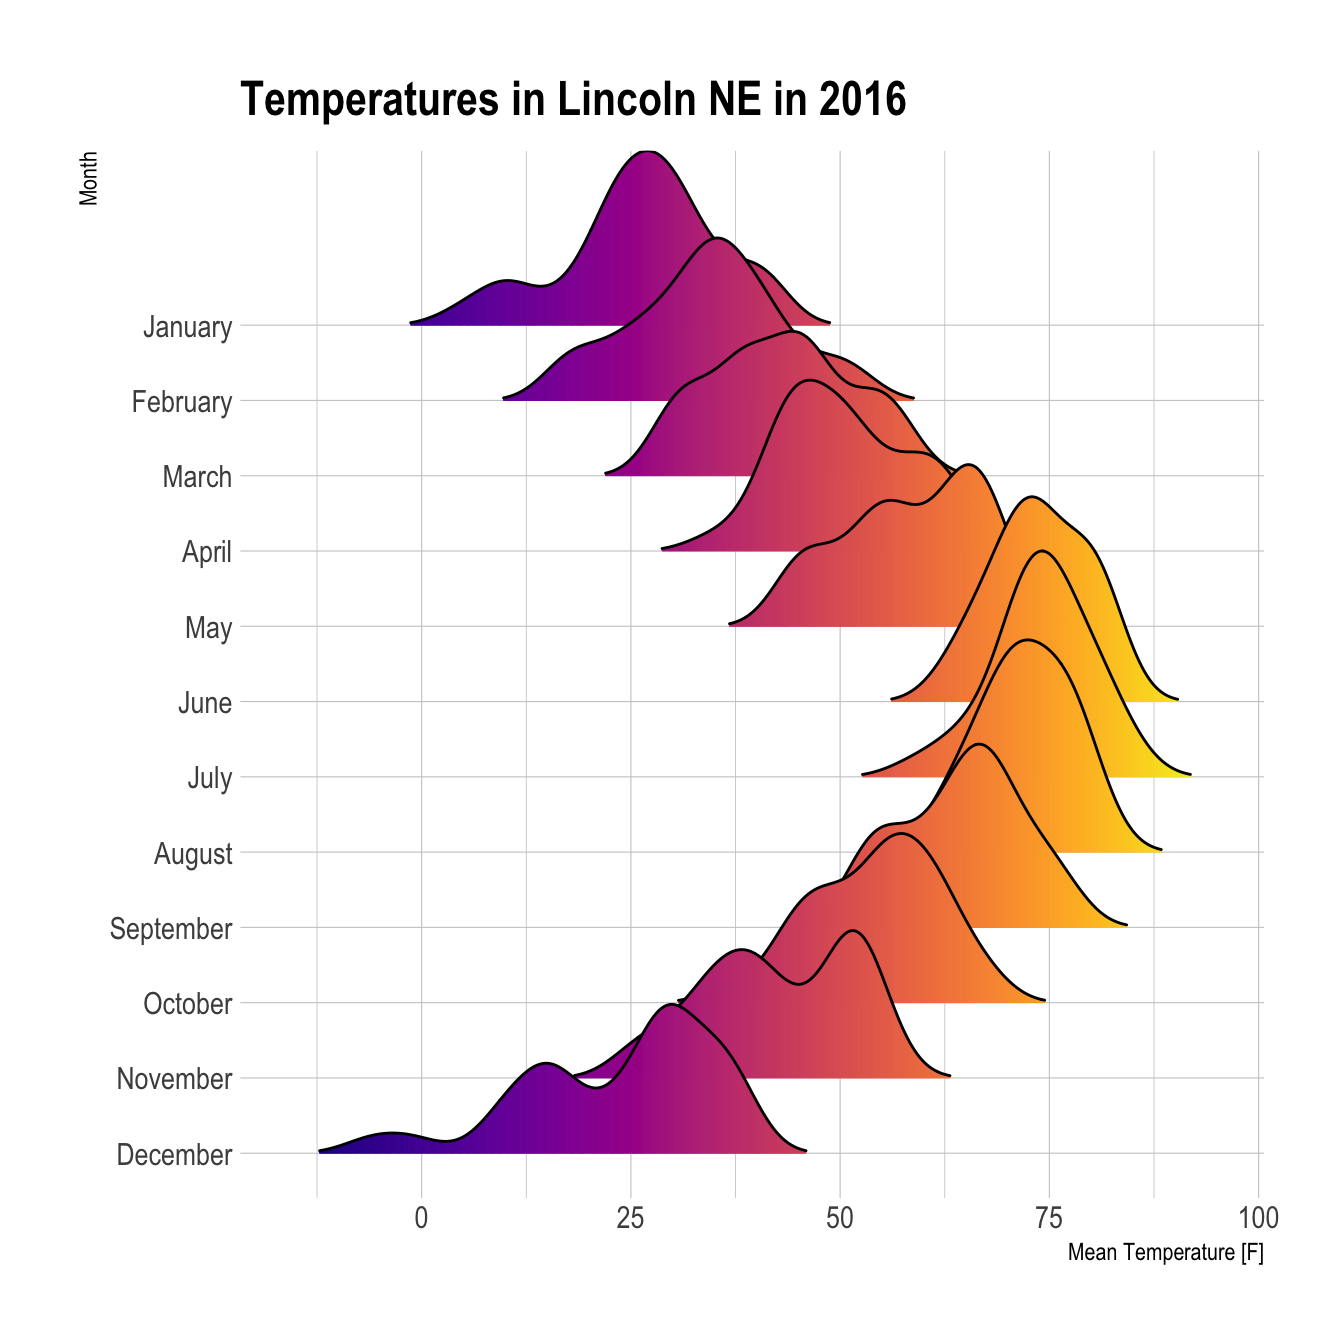 Temperatures in Lincoln NE in 2016
Month
January
February
March
April
May
June
July
August
September
October
November
December
0 25 50 75 100
Mean Temperature [F]